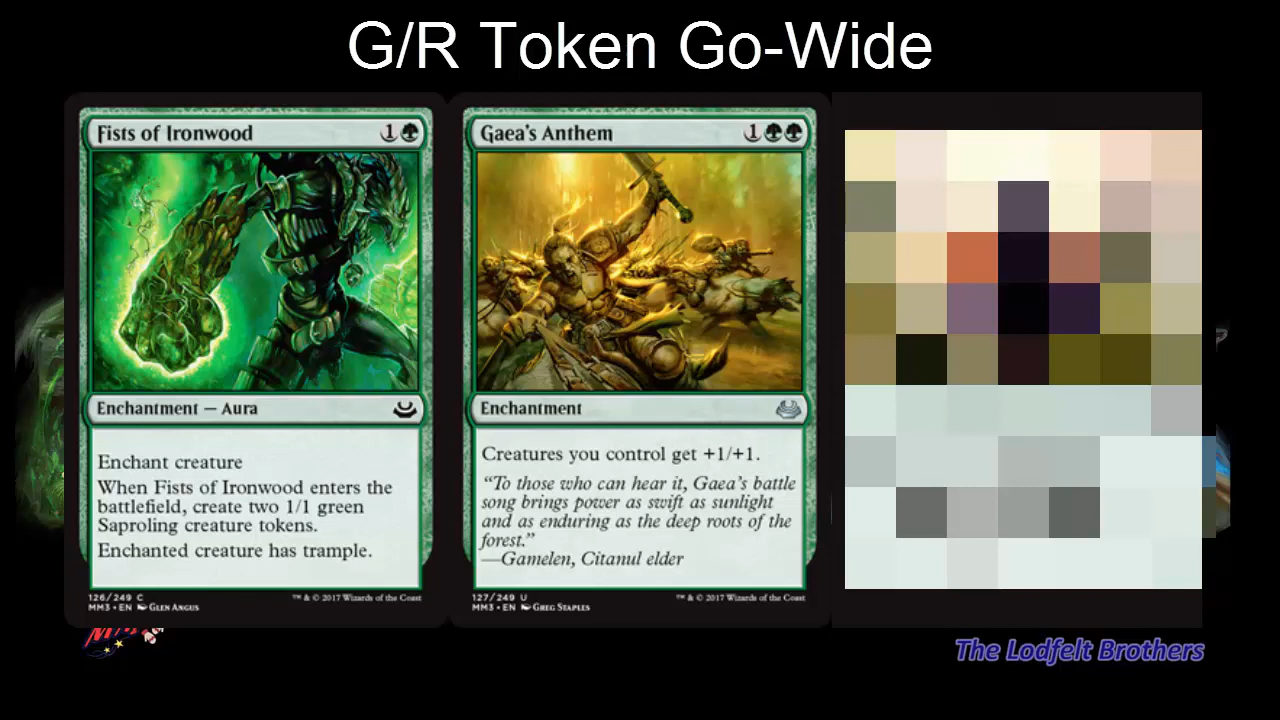 G/R Token Go-Wide
Fists of Ironwood 1
Enchantment — Aura
Enchant creature
When Fists of Ironwood enters the
battlefield, create two 1/1 green
Saproling creature tokens.
Enchanted creature has trample.
126/249 C
MM3 • EN Glen Angus
™ & © 2017 Wizards of the Coast
Gaea's Anthem 1
Enchantment
Creatures you control get +1/+1.
“To those who can hear it, Gaea's battle
song brings power as swift as sunlight
and as enduring as the deep roots of the
forest.”
—Gamelen, Citanul elder
127/249 U
MM3 • EN Greg Staples
™ & © 2017 Wizards of the Coast
The Lodfelt Brothers